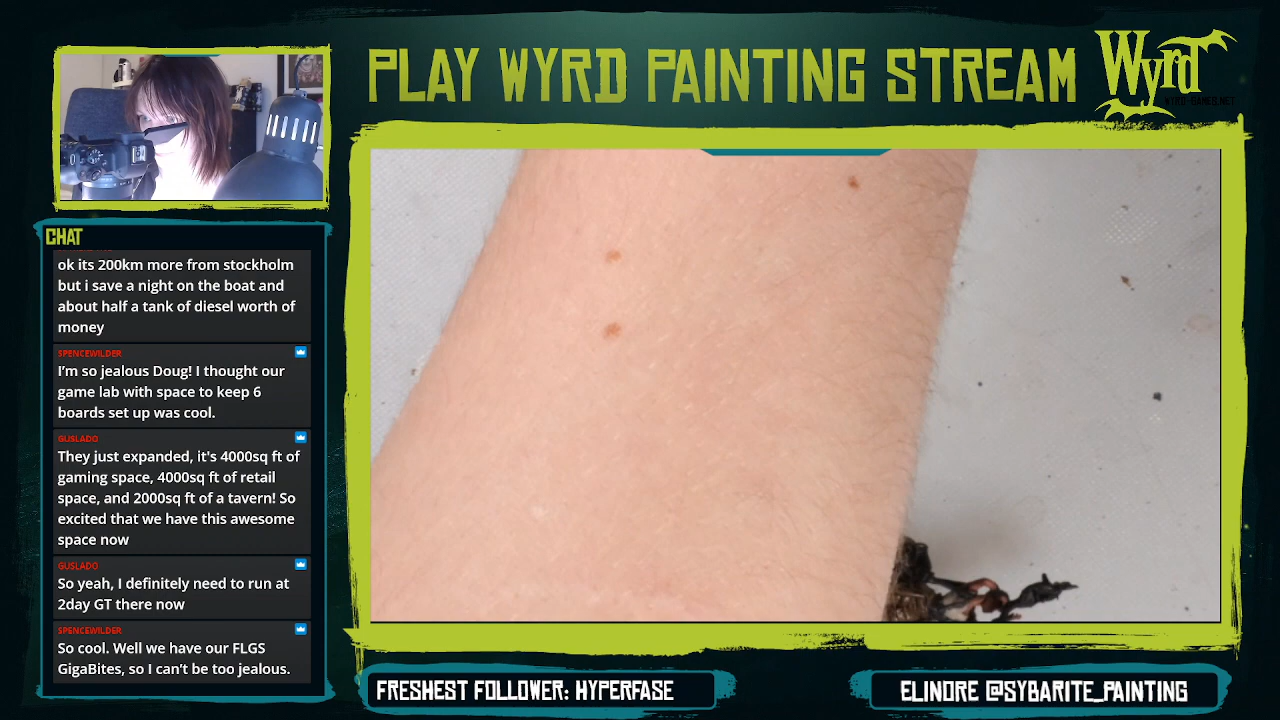 PLAY WYRD PAINTING STREAM
Wyrd
WYRD-GAMES.NET
CHAT
ok its 200km more from stockholm
but i save a night on the boat and
about half a tank of diesel worth of
money
SPENCEWILDER
I'm so jealous Doug! I thought our
game lab with space to keep 6
boards set up was cool.
GUSLADO
They just expanded, it's 4000sq ft of
gaming space, 4000sq ft of retail
space, and 2000sq ft of a tavern! So
excited that we have this awesome
space now
GUSLADO
So yeah, I definitely need to run at
2day GT there now
SPENCEWILDER
So cool. Well we have our FLGS
GigaBites, so I can't be too jealous.
FRESHEST FOLLOWER: HYPERFASE
ELINORE @SYBARITE_PAINTING